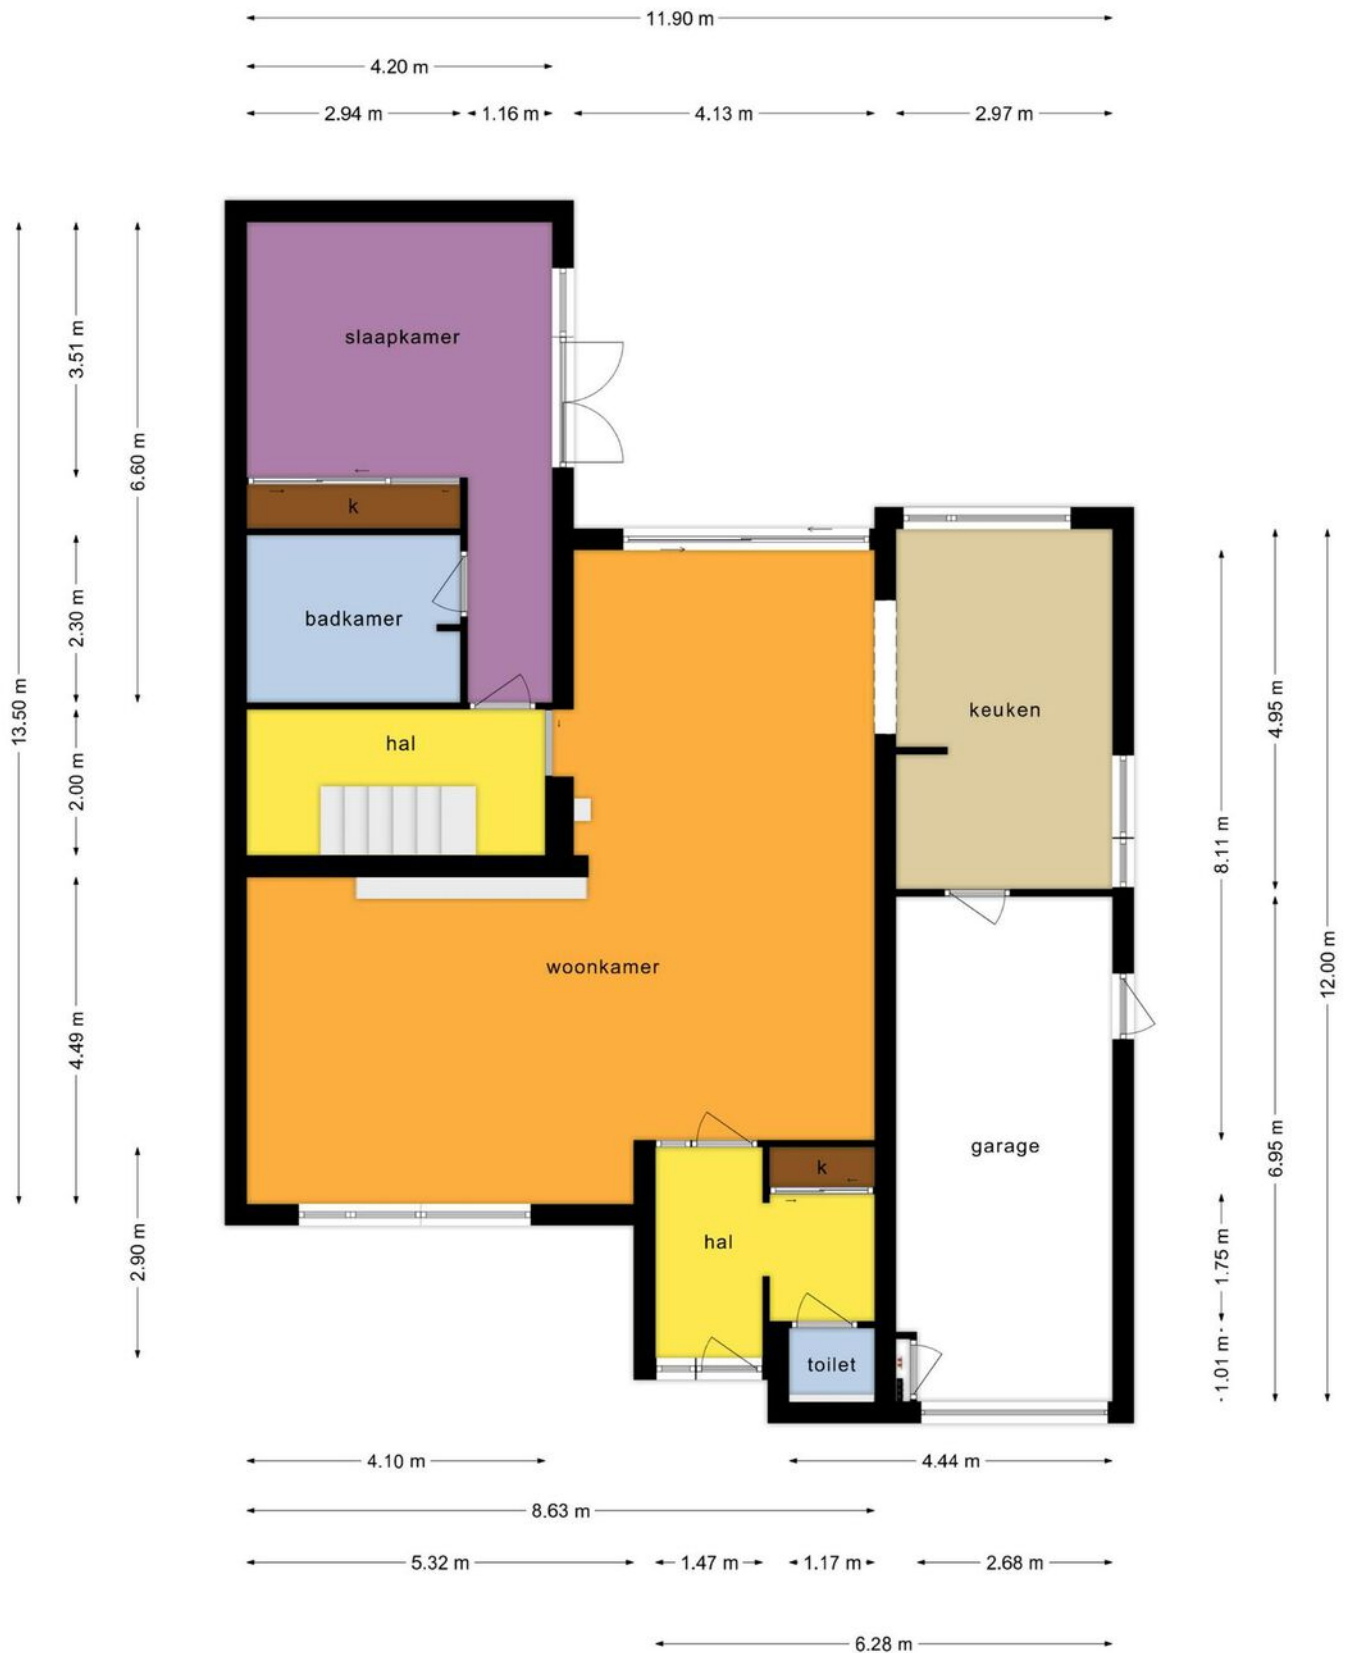 11.90 m
4.20 m
2.94 m 1.16 m 4.13 m 2.97 m
slaapkamer
3.51 m
6.60 m
k
badkamer
2.30 m
13.50 m
keuken
4.95 m
hal
2.00 m
8.11 m
woonkamer
12.00 m
4.49 m
garage
6.95 m
k
hal
2.90 m
1.75 m
toilet
1.01 m
4.10 m 4.44 m
8.63 m
5.32 m 1.47 m 1.17 m 2.68 m
6.28 m